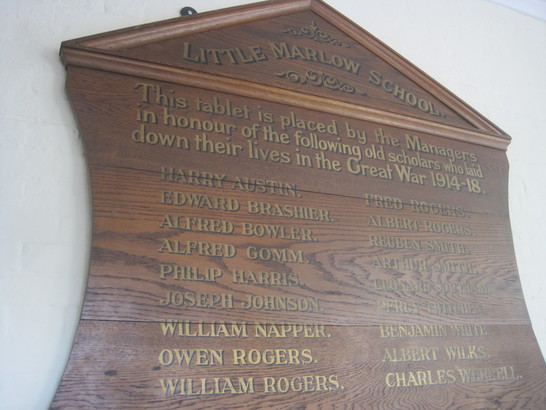 LITTLE MARLOW SCHOOL.
This tablet is placed by the Managers
in honour of the following old scholars who laid
down their lives in the Great War 1914-18.
HARRY AUSTIN.
EDWARD BRASHIER.
ALFRED BOWLER.
ALFRED GOMM.
PHILIP HARRIS.
JOSEPH JOHNSON.
WILLIAM NAPPER.
OWEN ROGERS.
WILLIAM ROGERS.
FRED ROGERS.
ALBERT ROGERS.
REUBEN SMITH.
ARTHUR SMITH.
BENJAMIN WHITE.
ALBERT WILKS.
CHARLES